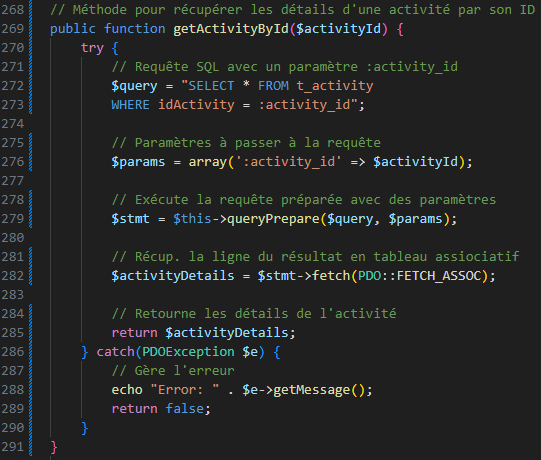 268 // Méthode pour récupérer les détails d'une activité par son ID
269 public function getActivityById($activityId) {
270     try {
271         // Requête SQL avec un paramètre :activity_id
272         $query = "SELECT * FROM t_activity
273         WHERE idActivity = :activity_id";
274
275         // Paramètres à passer à la requête
276         $params = array(':activity_id' => $activityId);
277
278         // Exécute la requête préparée avec des paramètres
279         $stmt = $this->queryPrepare($query, $params);
280
281         // Récup. la ligne du résultat en tableau assiociatif
282         $activityDetails = $stmt->fetch(PDO::FETCH_ASSOC);
283
284         // Retourne les détails de l'activité
285         return $activityDetails;
286     } catch(PDOException $e) {
287         // Gère l'erreur
288         echo "Error: " . $e->getMessage();
289         return false;
290     }
291 }